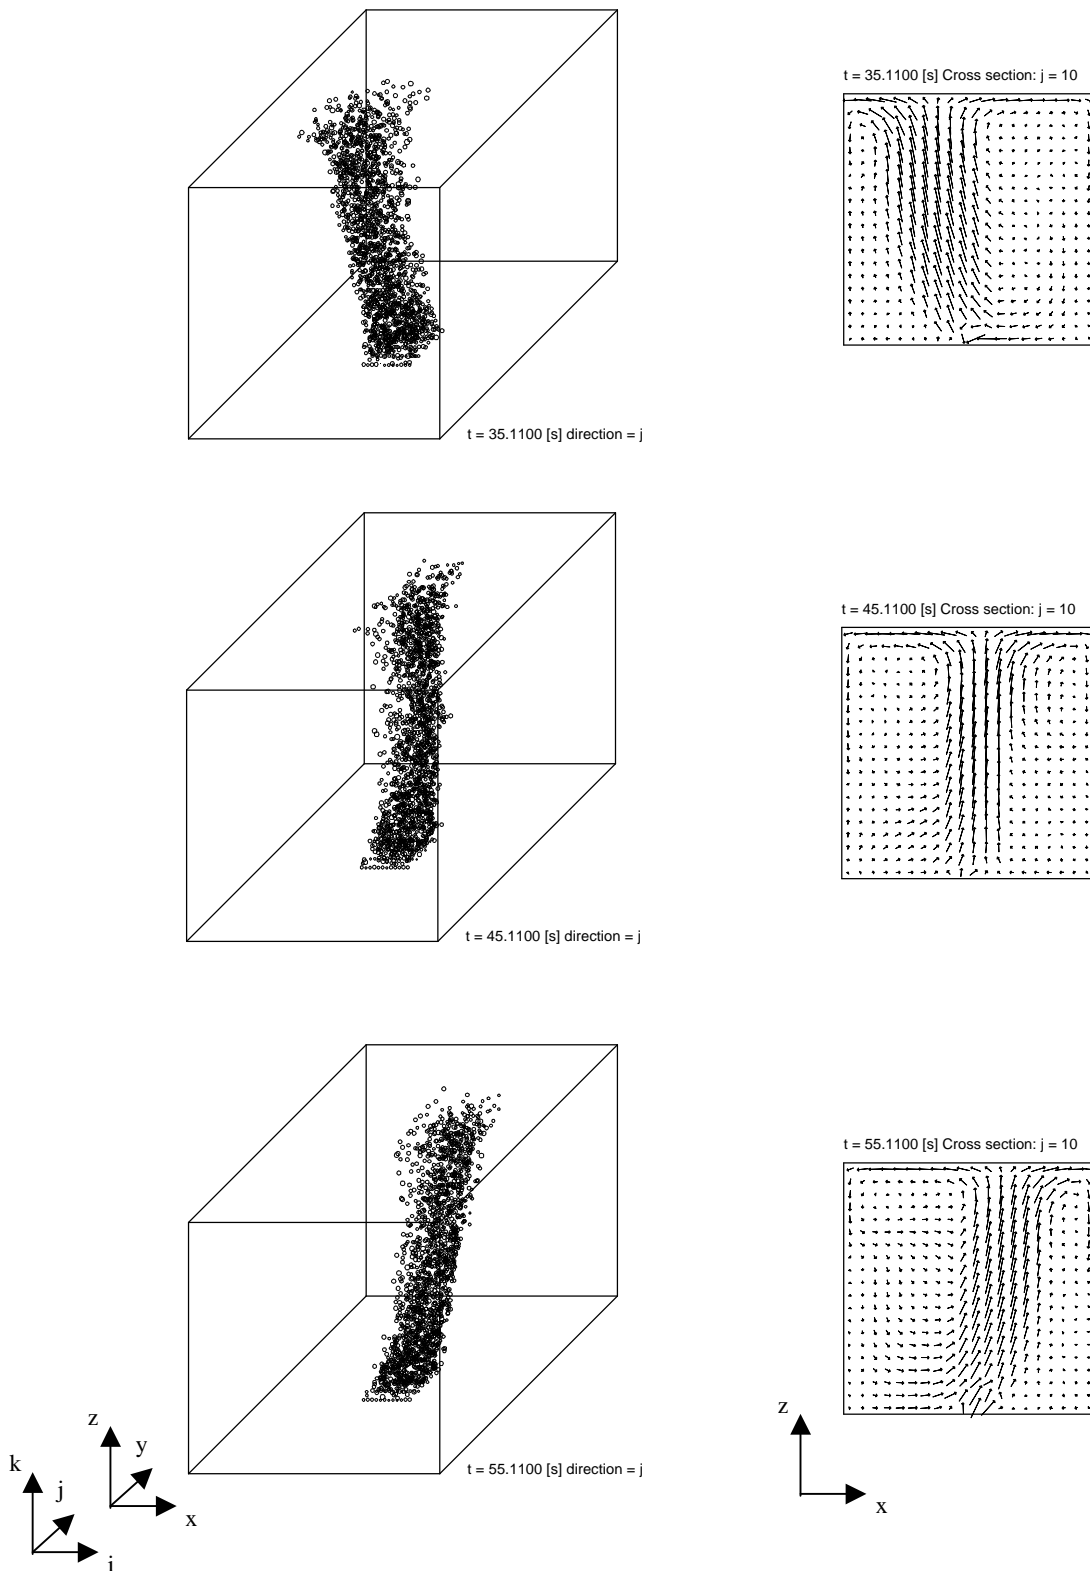 t = 35.1100 [s] Cross section: j = 10
t = 35.1100 [s] direction = j
t = 45.1100 [s] Cross section: j = 10
t = 45.1100 [s] direction = j
t = 55.1100 [s] Cross section: j = 10
t = 55.1100 [s] direction = j
z
y
x
k
j
i
z
x